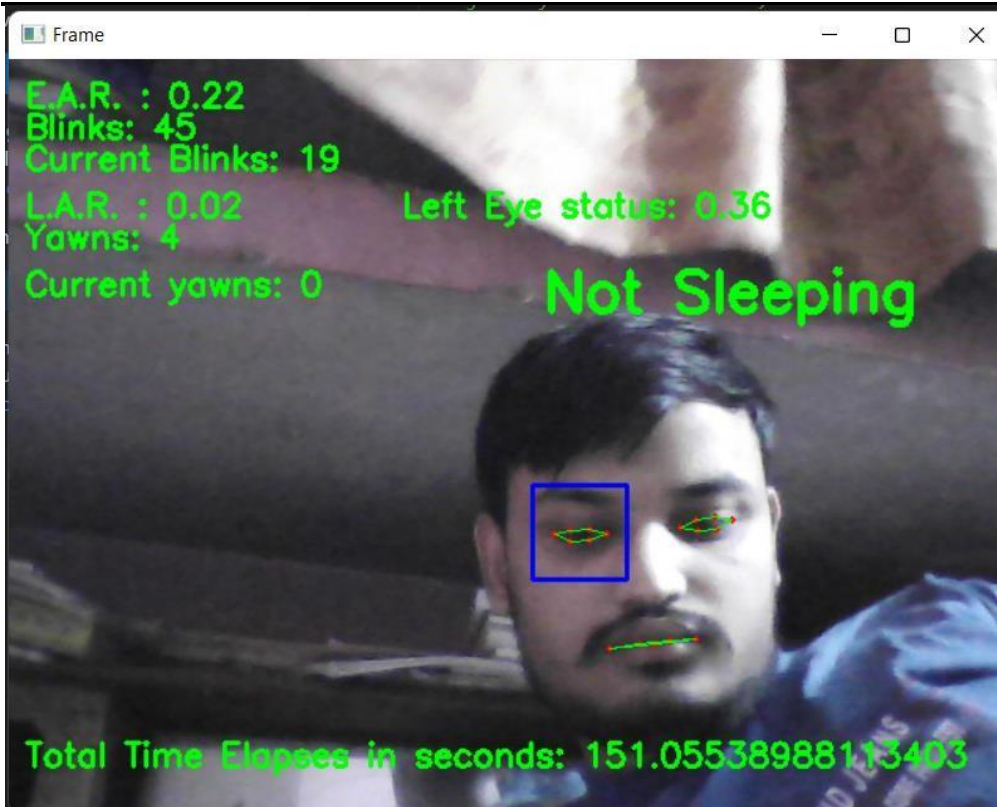 Frame
E.A.R. : 0.22
Blinks: 45
Current Blinks: 19
L.A.R. : 0.02 Left Eye status: 0.36
Yawns: 4
Current yawns: 0
Not Sleeping
Total Time Elapses in seconds: 151.05538988113403
JEANS